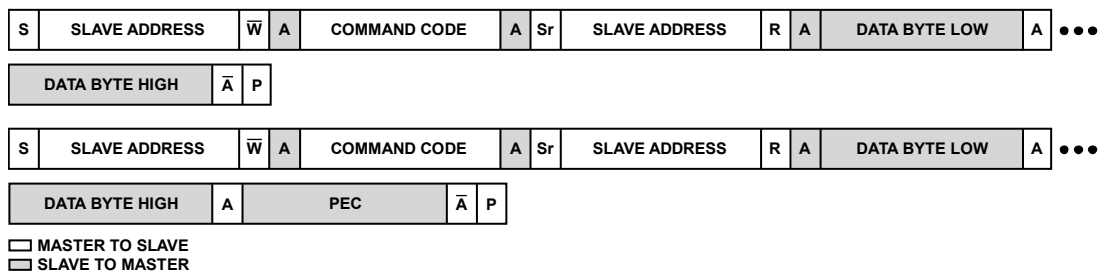 S SLAVE ADDRESS W̅ A COMMAND CODE A Sr SLAVE ADDRESS R A DATA BYTE LOW A •••
DATA BYTE HIGH A̅ P
S SLAVE ADDRESS W̅ A COMMAND CODE A Sr SLAVE ADDRESS R A DATA BYTE LOW A •••
DATA BYTE HIGH A PEC A̅ P
MASTER TO SLAVE
SLAVE TO MASTER